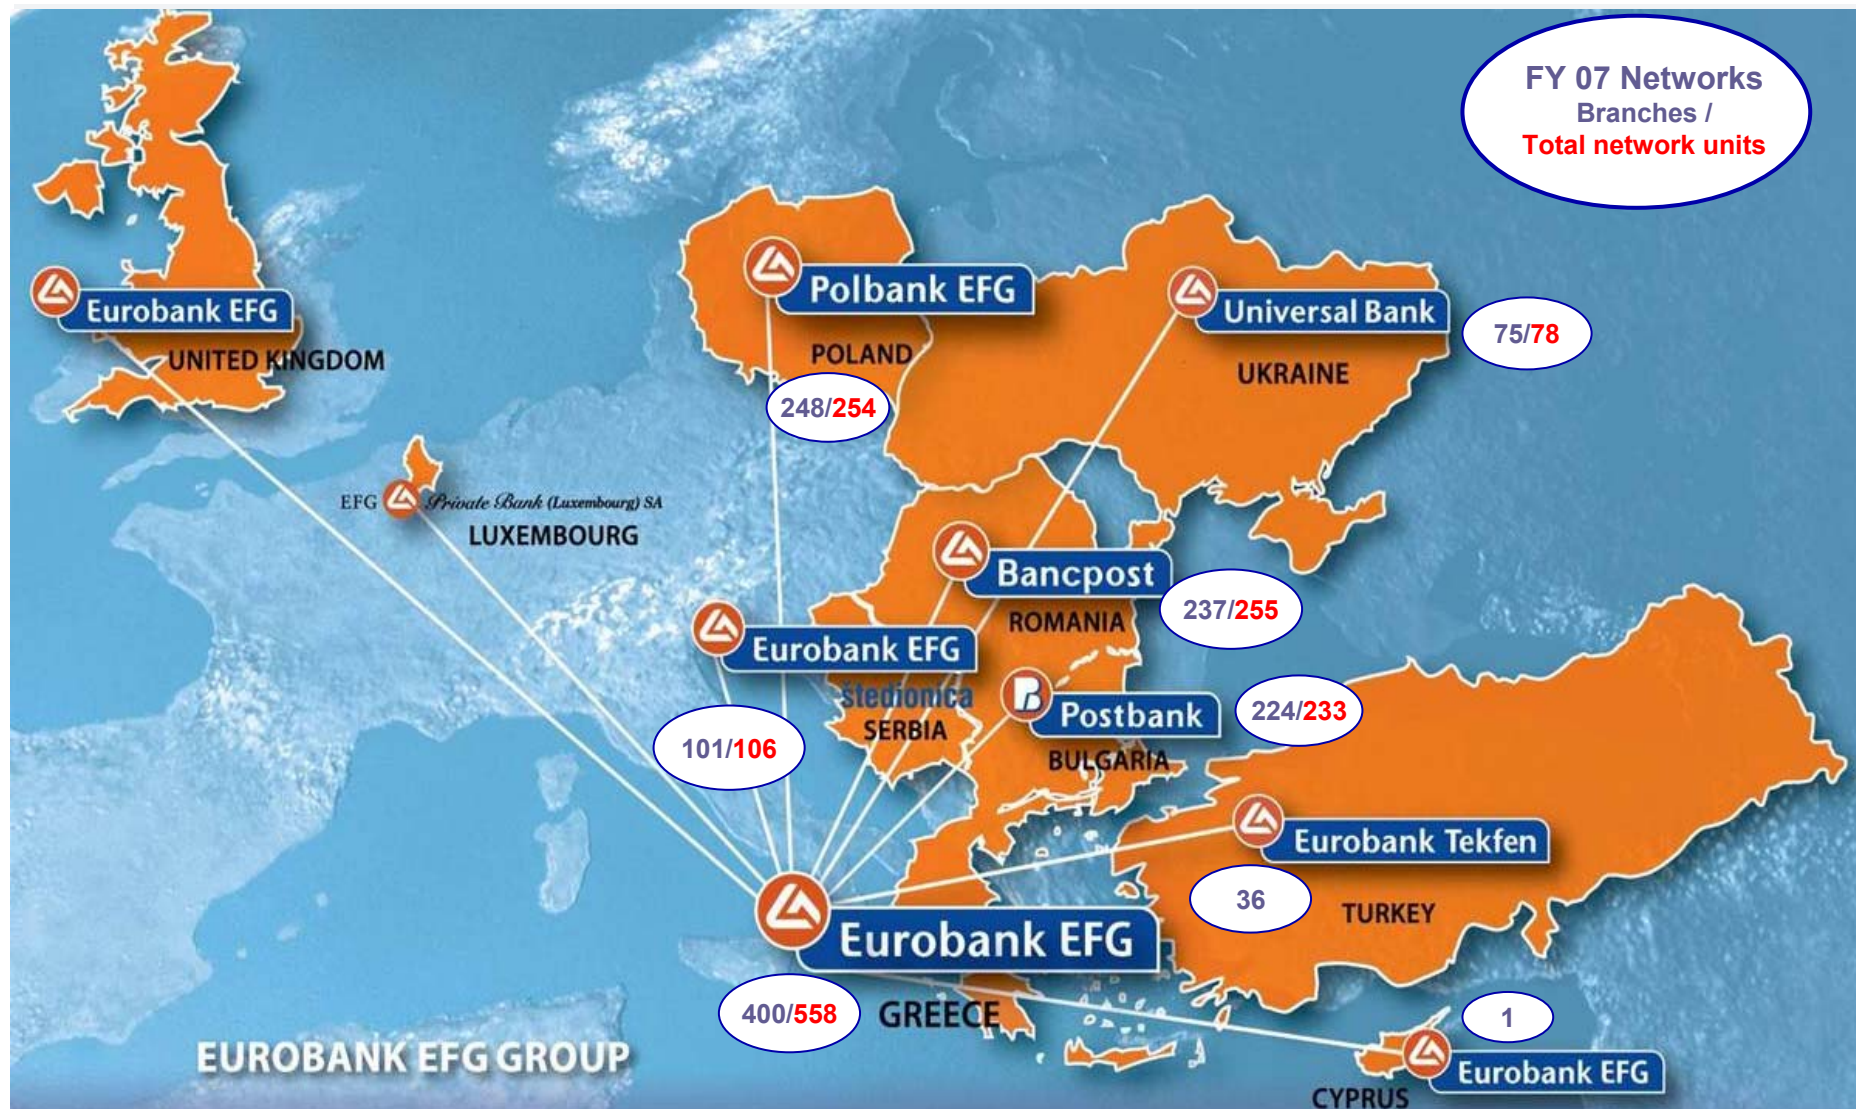 FY 07 Networks
Branches /
Total network units
Eurobank EFG
UNITED KINGDOM
Polbank EFG
POLAND
248/254
Universal Bank
UKRAINE
75/78
EFG Private Bank (Luxembourg) SA
LUXEMBOURG
Bancpost
ROMANIA
237/255
Eurobank EFG
štedionica
SERBIA
101/106
Postbank
BULGARIA
224/233
Eurobank Tekfen
36
TURKEY
Eurobank EFG
400/558
GREECE
1
Eurobank EFG
CYPRUS
EUROBANK EFG GROUP